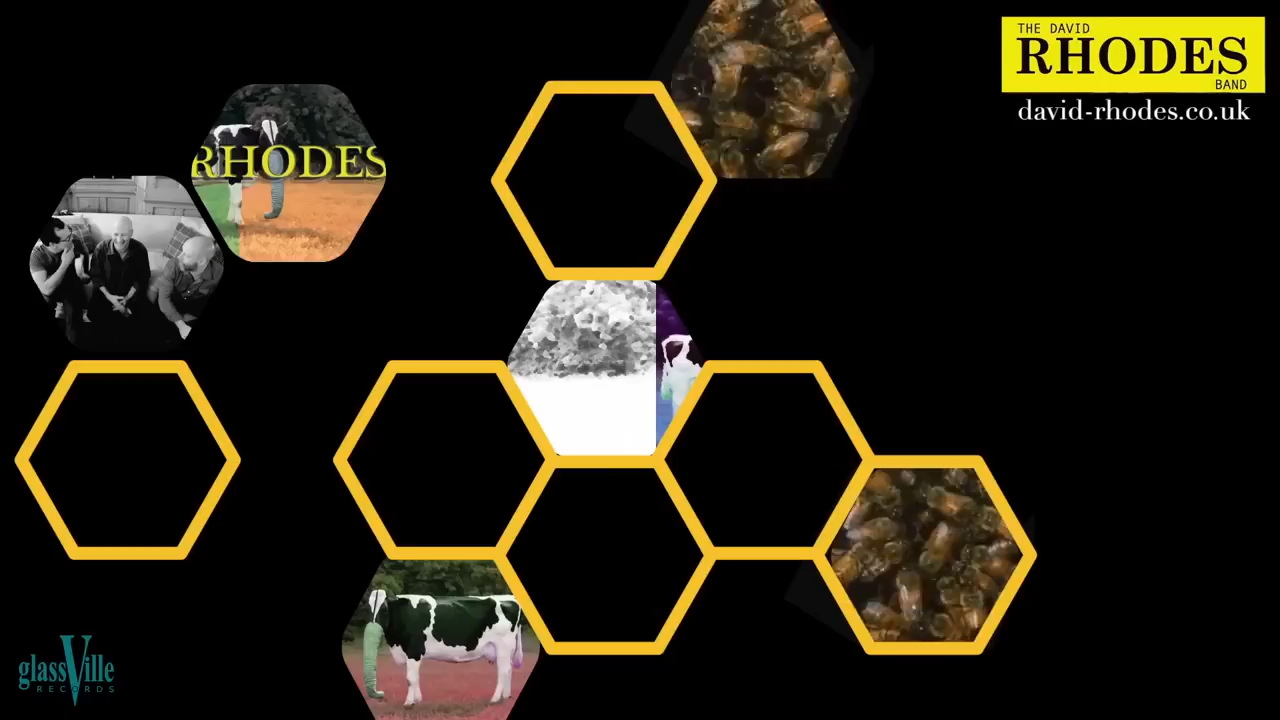 THE DAVID
RHODES
BAND
david-rhodes.co.uk
RHODES
glassVille
RECORDS